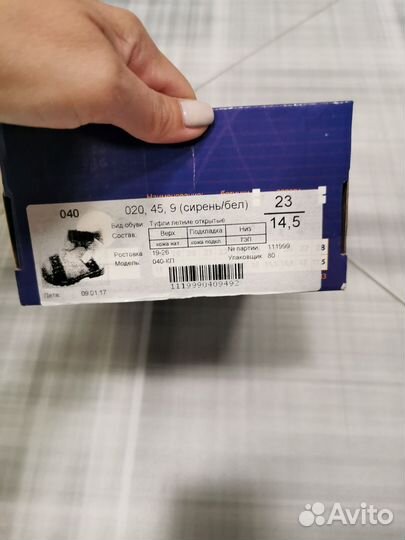 040 020, 45, 9 (сирень/бел) 23
Вид обуви: Туфли летние открытые 14,5
Состав: Верх Подкладка Низ
кожа нат. кожа подкл. ТЭП
Ростовка 19-26 № партии: 111999
Модель: 040-КП Упаковщик: 80
Дата: 09.01.17
1119990409492
Avito